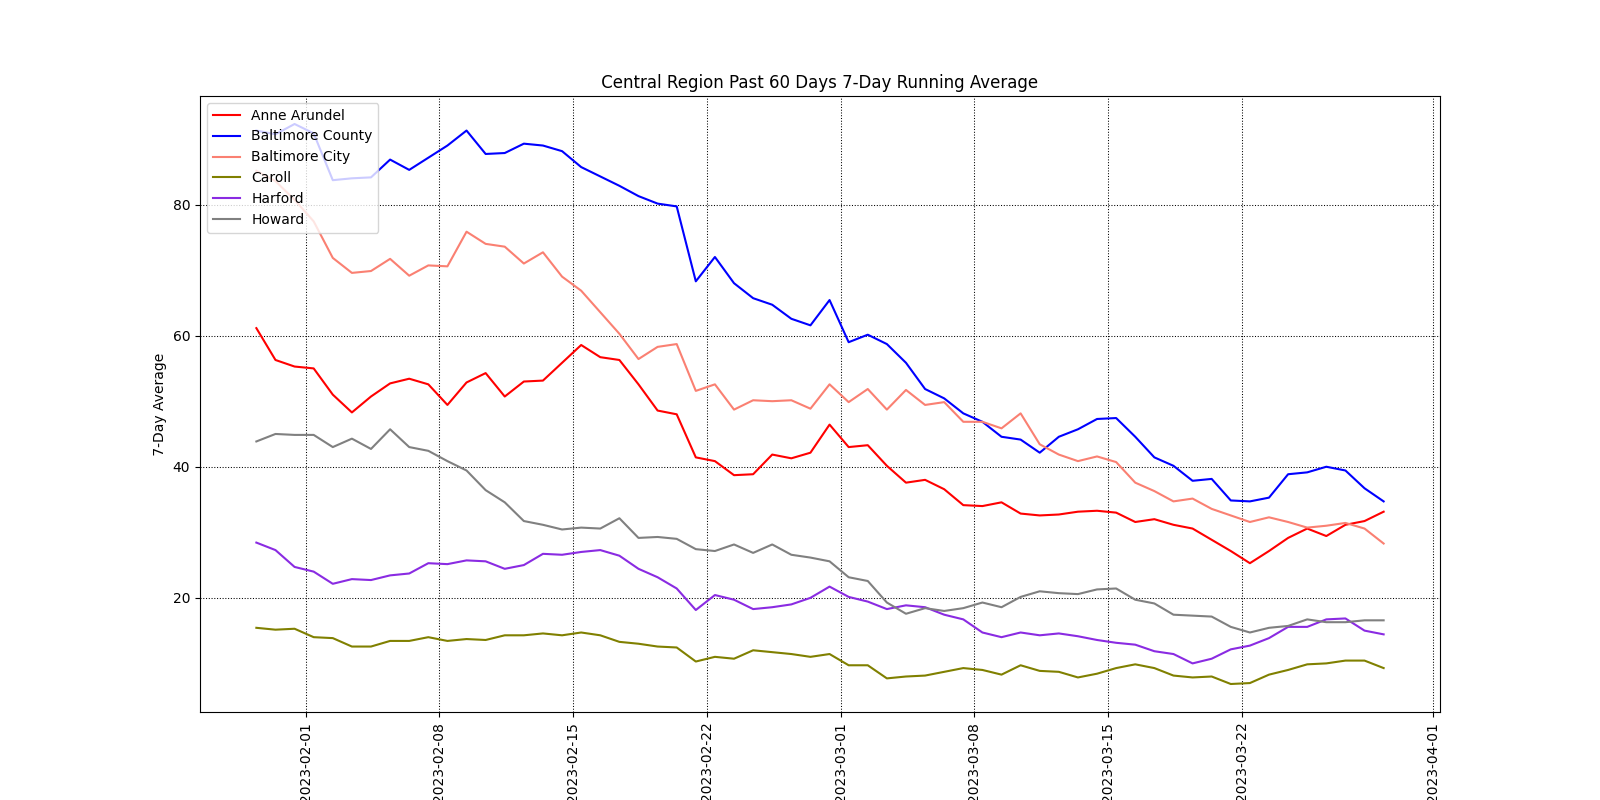 Central Region Past 60 Days 7-Day Running Average
Anne Arundel
Baltimore County
Baltimore City
Caroll
Harford
Howard
7-Day Average
80
60
40
20
2023-02-01
2023-02-08
2023-02-15
2023-02-22
2023-03-01
2023-03-08
2023-03-15
2023-03-22
2023-04-01